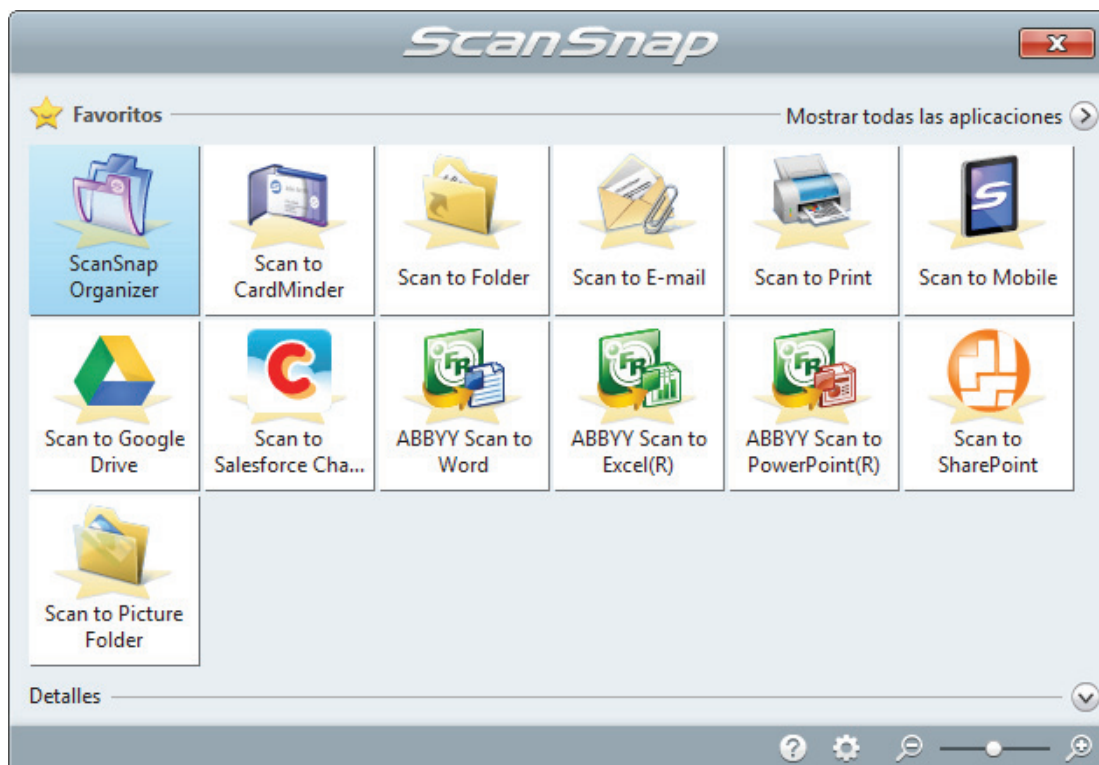 ScanSnap
Favoritos
Mostrar todas las aplicaciones
ScanSnap
Organizer
Scan to
CardMinder
Scan to Folder
Scan to E-mail
Scan to Print
Scan to Mobile
Scan to Google
Drive
Scan to
Salesforce Cha...
ABBYY Scan to
Word
ABBYY Scan to
Excel(R)
ABBYY Scan to
PowerPoint(R)
Scan to
SharePoint
Scan to Picture
Folder
Detalles